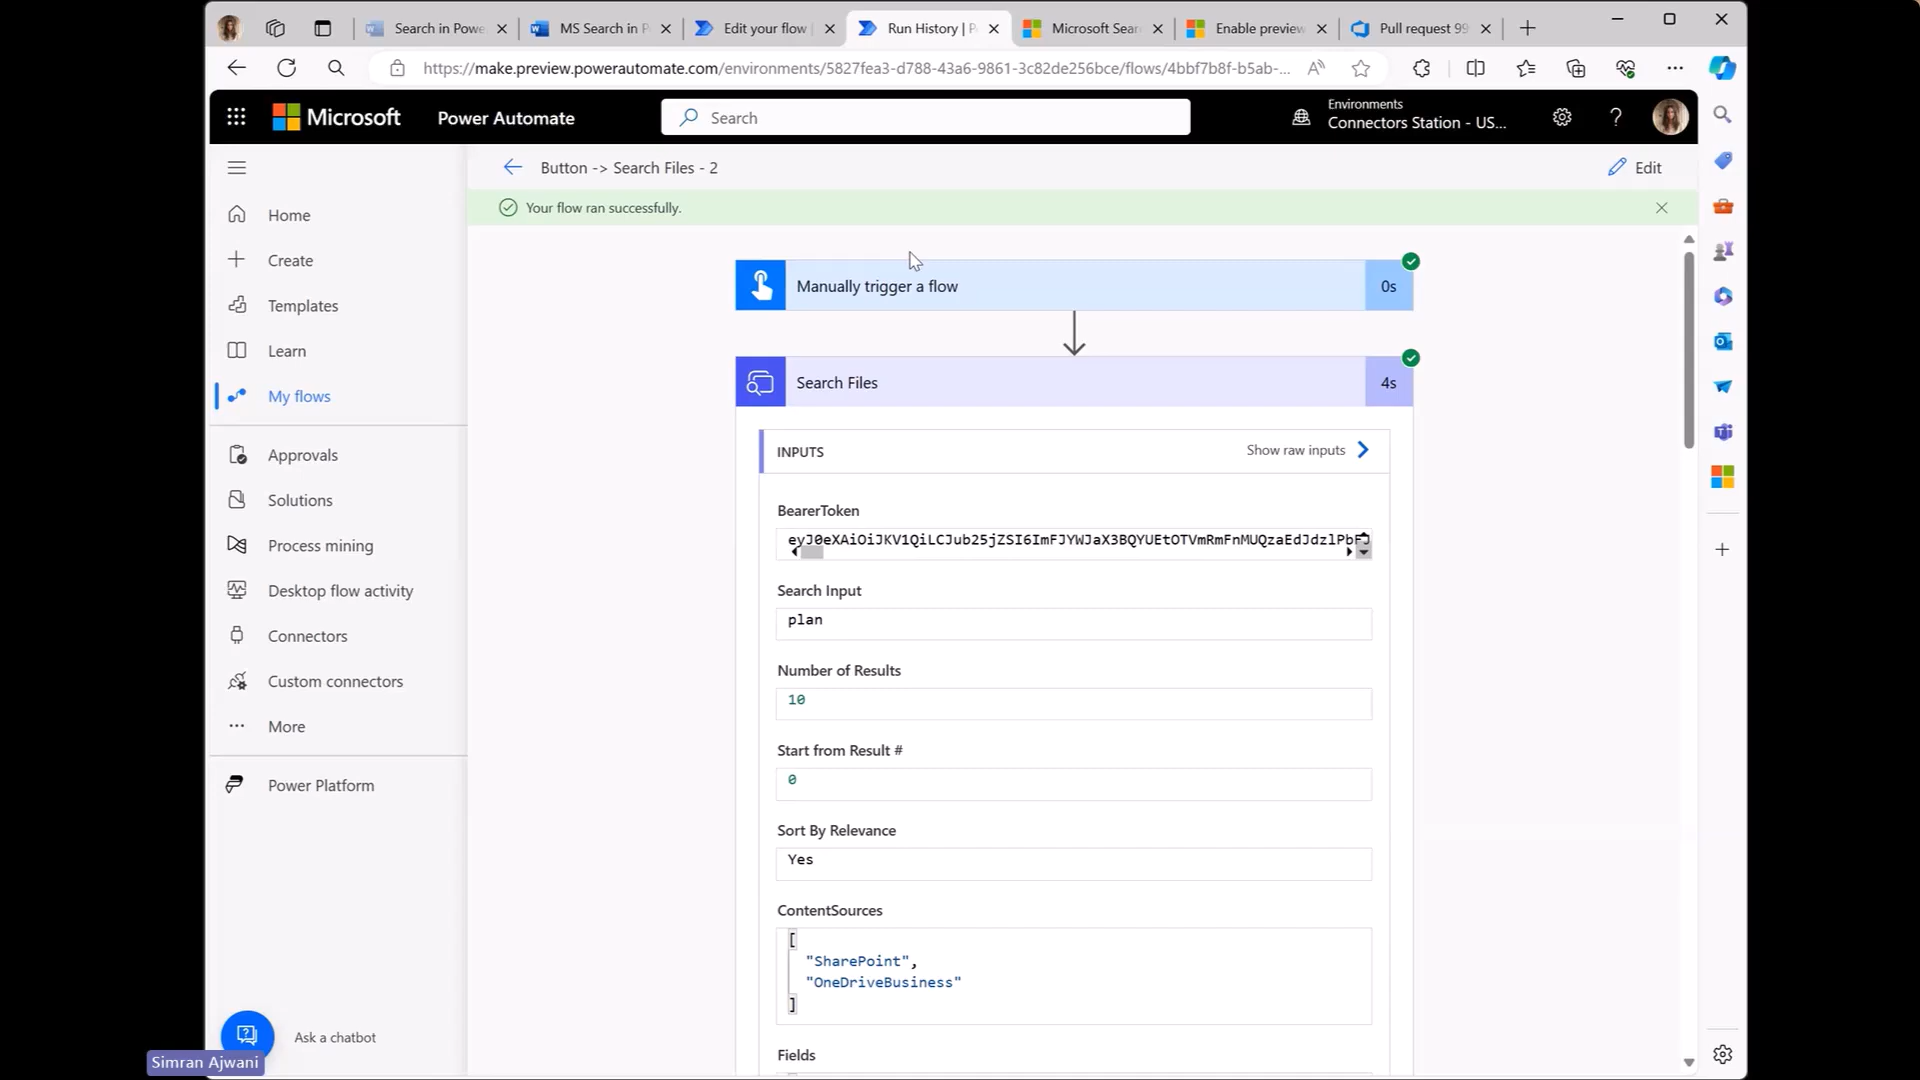 Search in Powe
MS Search in P
Edit your flow |
Run History | P
Microsoft Sear
Enable preview
Pull request 99
https://make.preview.powerautomate.com/environments/5827fea3-d788-43a6-9861-3c82de256bce/flows/4bbf7b8f-b5ab-...
Microsoft
Power Automate
Search
Environments
Connectors Station - US...
Button -> Search Files - 2
Edit
Your flow ran successfully.
Home
Create
Templates
Learn
My flows
Approvals
Solutions
Process mining
Desktop flow activity
Connectors
Custom connectors
More
Power Platform
Ask a chatbot
Simran Ajwani
Manually trigger a flow
0s
Search Files
4s
INPUTS
Show raw inputs
BearerToken
eyJ0eXAiOiJKV1QiLCJub25jZSI6ImFJYWJaX3BQYUEtOTVmRmFnMUQzaEdJdzlPbFJ
Search Input
plan
Number of Results
10
Start from Result #
0
Sort By Relevance
Yes
ContentSources
[
"SharePoint",
"OneDriveBusiness"
]
Fields